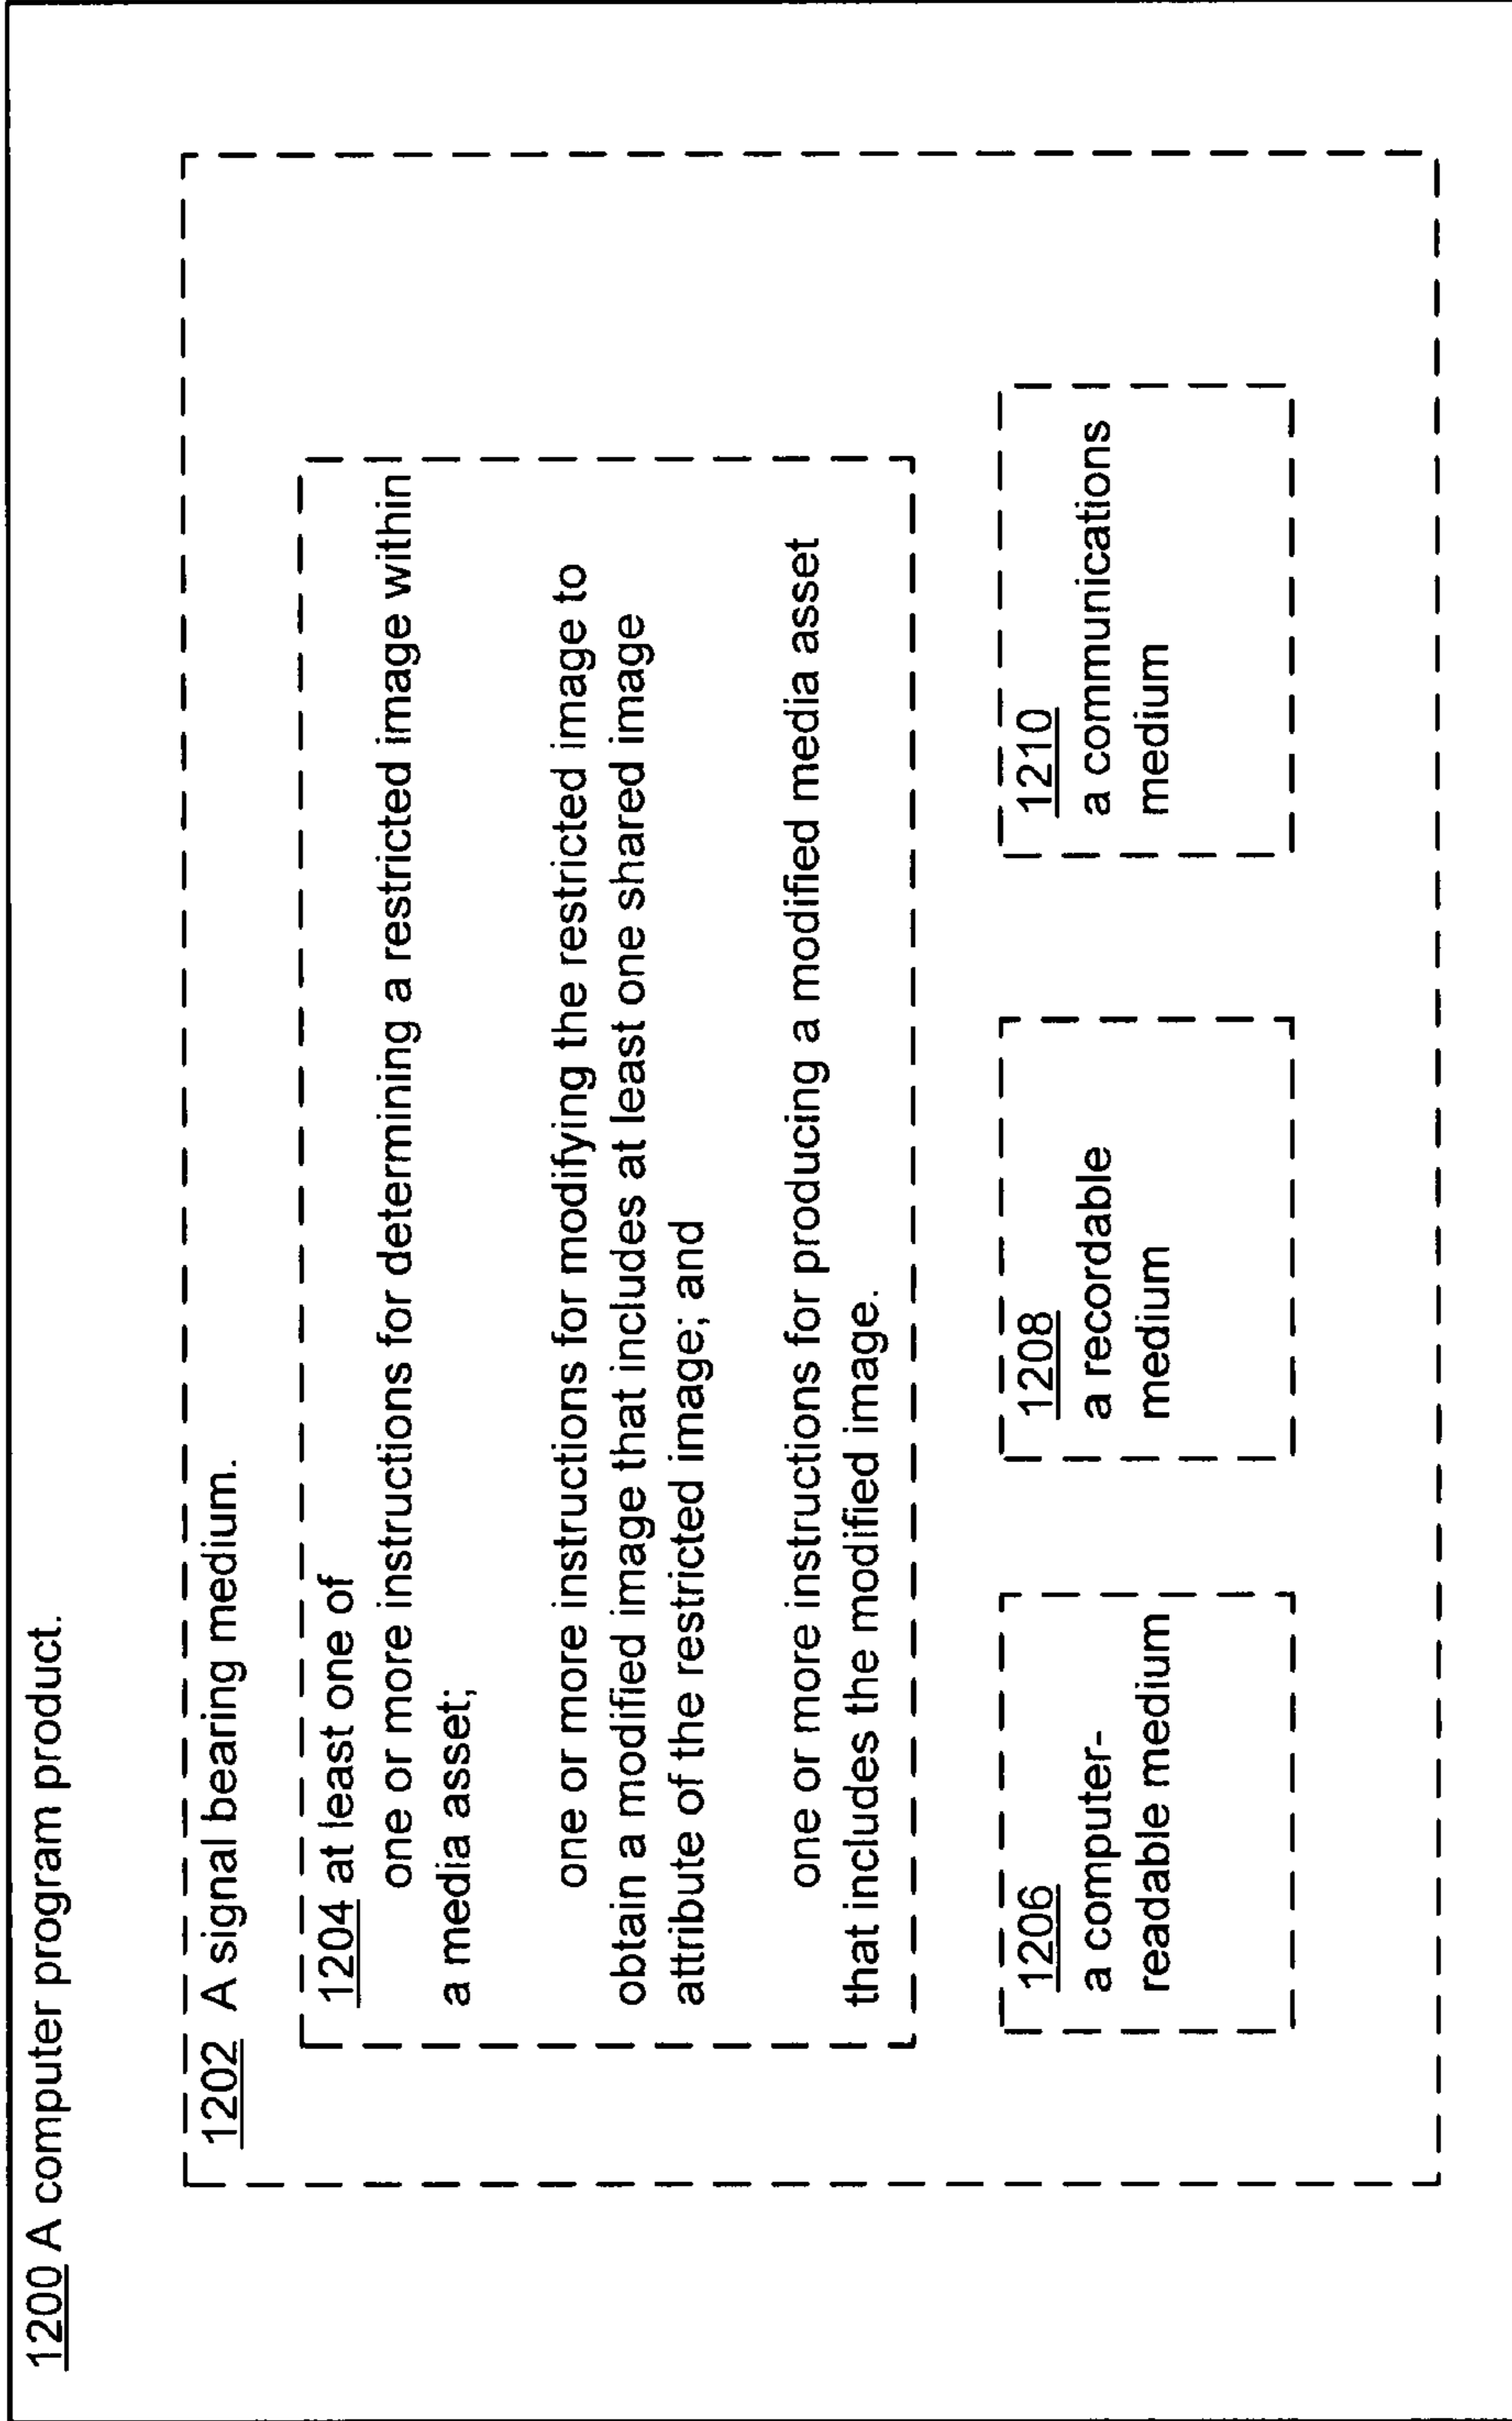 1200 A computer program product.
1202 A signal bearing medium.
1204 at least one of
one or more instructions for determining a restricted image within
a media asset;
one or more instructions for modifying the restricted image to
obtain a modified image that includes at least one shared image
attribute of the restricted image; and
one or more instructions for producing a modified media asset
that includes the modified image.
1206
a computer-
readable medium
1208
a recordable
medium
1210
a communications
medium